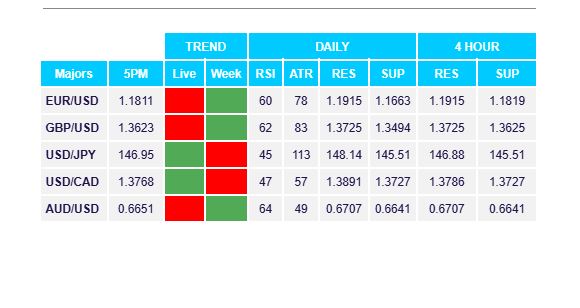 TREND DAILY 4 HOUR
Majors 5PM Live Week RSI ATR RES SUP RES SUP
EUR/USD 1.1811 60 78 1.1915 1.1663 1.1915 1.1819
GBP/USD 1.3623 62 83 1.3725 1.3494 1.3725 1.3625
USD/JPY 146.95 45 113 148.14 145.51 146.88 145.51
USD/CAD 1.3768 47 57 1.3891 1.3727 1.3786 1.3727
AUD/USD 0.6651 64 49 0.6707 0.6641 0.6707 0.6641